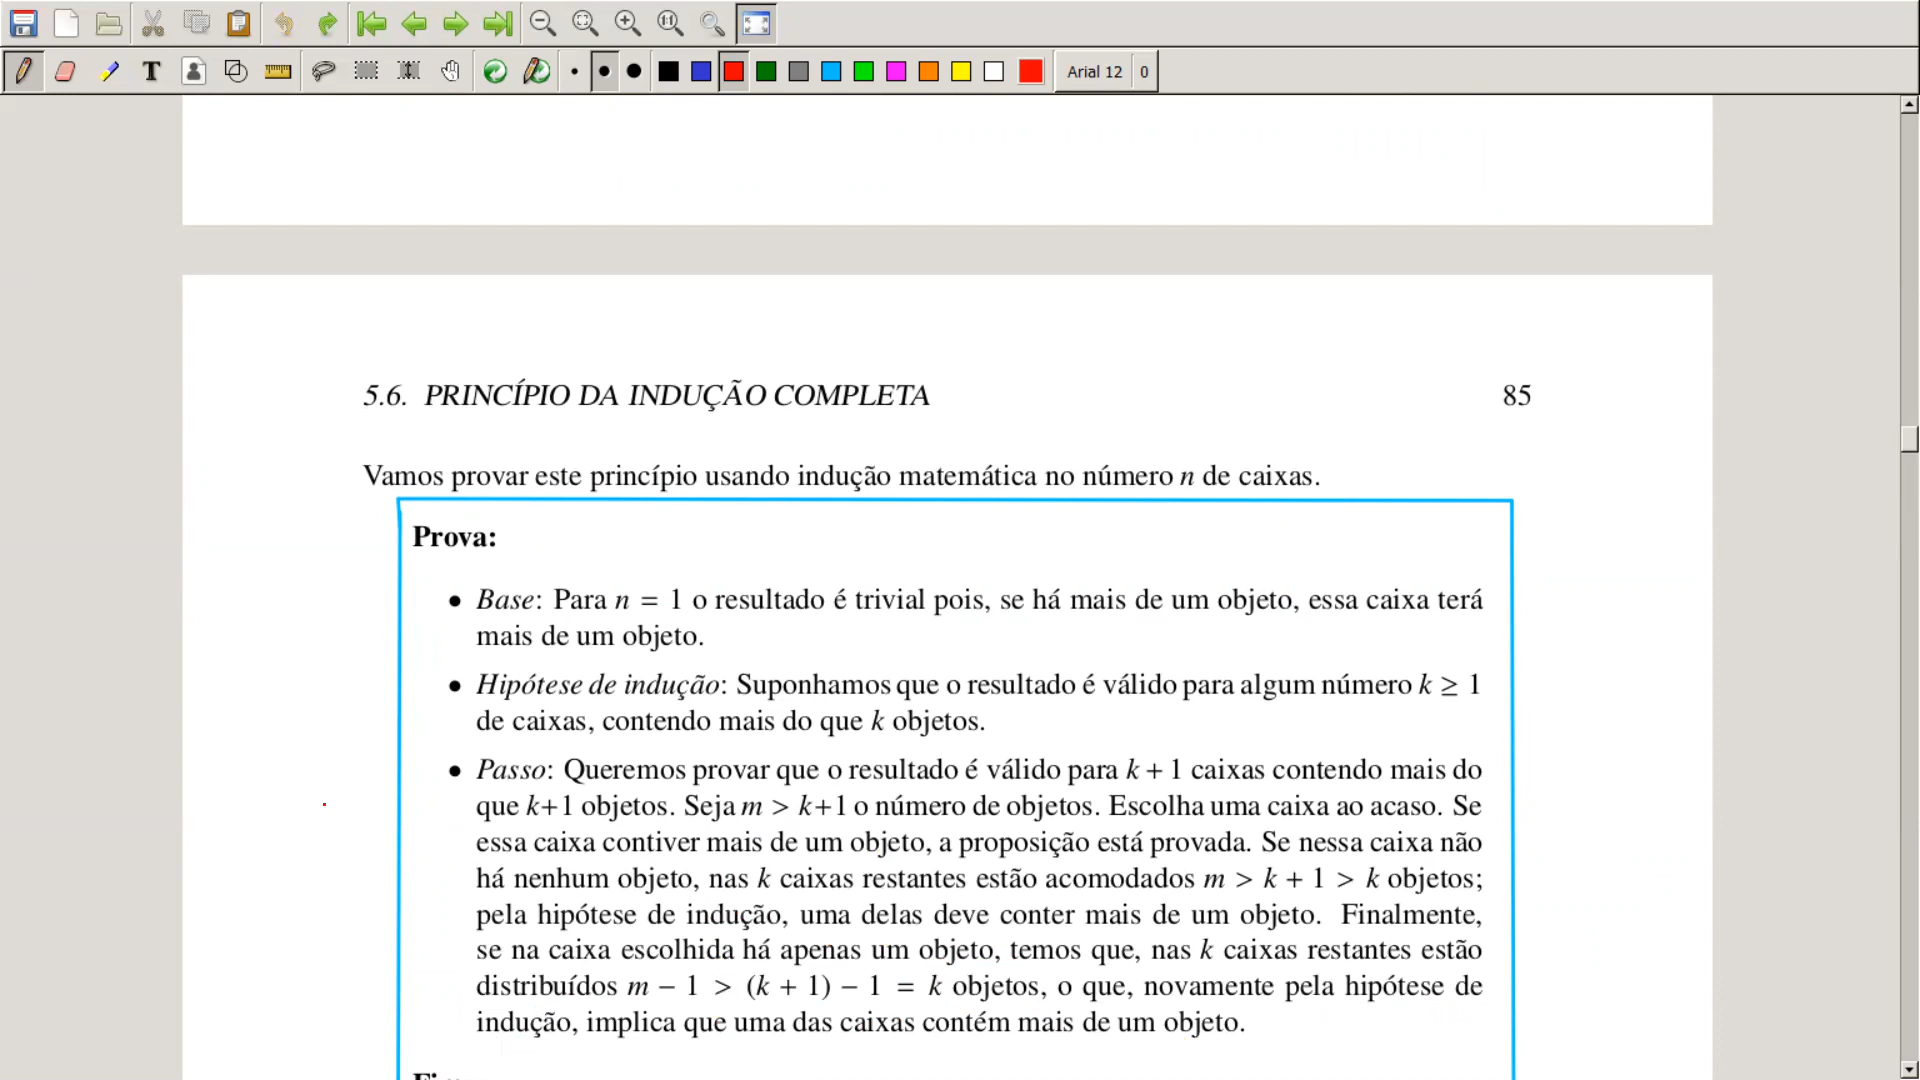 T
1:1
Arial 12 0
5.6. PRINCÍPIO DA INDUÇÃO COMPLETA 85
Vamos provar este princípio usando indução matemática no número n de caixas.
Prova:
• Base: Para n = 1 o resultado é trivial pois, se há mais de um objeto, essa caixa terá
mais de um objeto.
• Hipótese de indução: Suponhamos que o resultado é válido para algum número k ≥ 1
de caixas, contendo mais do que k objetos.
• Passo: Queremos provar que o resultado é válido para k + 1 caixas contendo mais do
que k+1 objetos. Seja m > k+1 o número de objetos. Escolha uma caixa ao acaso. Se
essa caixa contiver mais de um objeto, a proposição está provada. Se nessa caixa não
há nenhum objeto, nas k caixas restantes estão acomodados m > k + 1 > k objetos;
pela hipótese de indução, uma delas deve conter mais de um objeto. Finalmente,
se na caixa escolhida há apenas um objeto, temos que, nas k caixas restantes estão
distribuídos m − 1 > (k + 1) − 1 = k objetos, o que, novamente pela hipótese de
indução, implica que uma das caixas contém mais de um objeto.